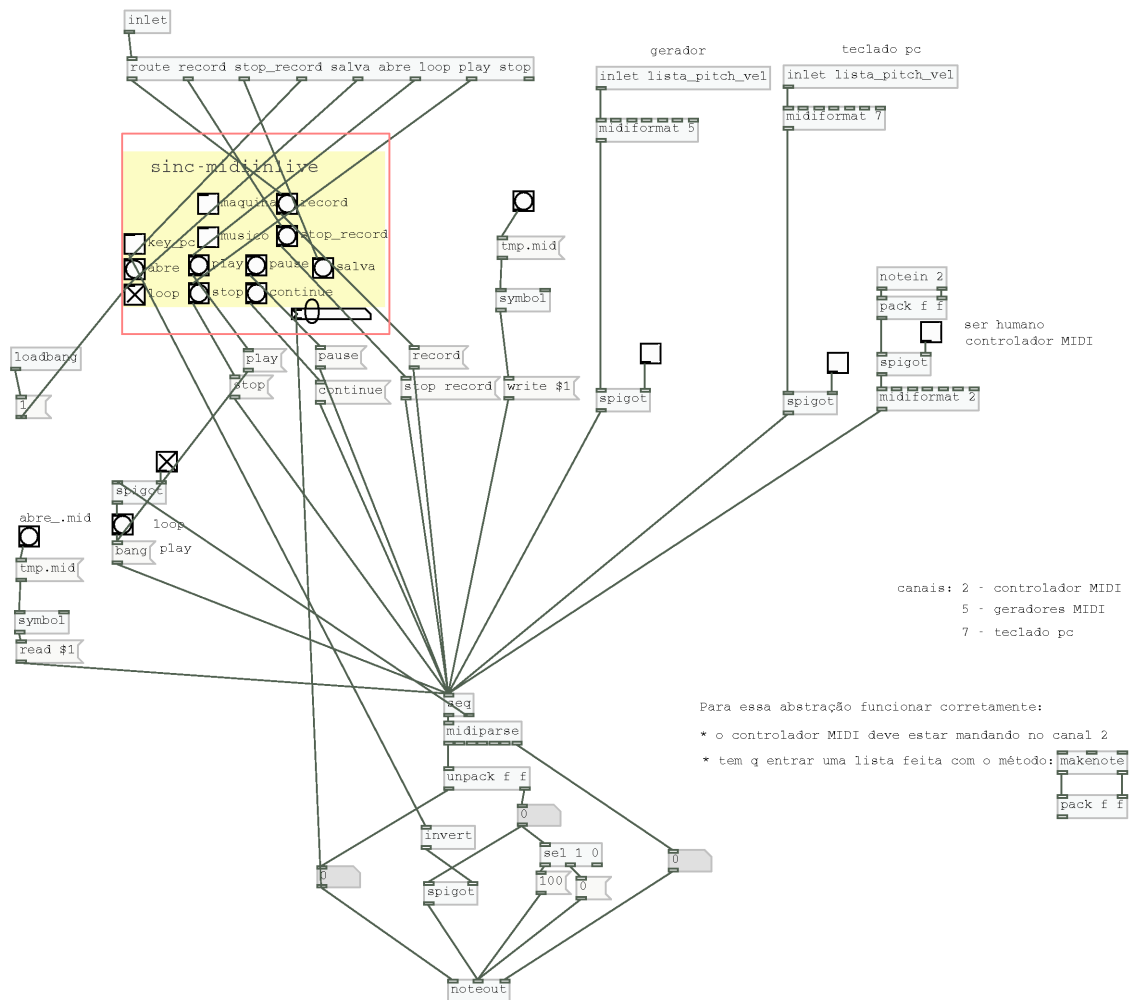 inlet
route record stop_record salva abre loop play stop
gerador
teclado pc
inlet lista_pitch_vel
inlet lista_pitch_vel
midiformat 5
midiformat 7
sinc-midiinlive
maquina
record
key_pc
musico
stop_record
abre
play
pause
salva
loop
stop
continue
tmp.mid
symbol
notein 2
pack f f
ser humano
controlador MIDI
loadbang
play
pause
record
spigot
1
stop
continue
stop record
write $1
spigot
spigot
midiformat 2
spigot
abre_.mid
loop
bang
play
tmp.mid
symbol
read $1
canais: 2 - controlador MIDI
5 - geradores MIDI
7 - teclado pc
seq
midiparse
Para essa abstração funcionar corretamente:
* o controlador MIDI deve estar mandando no canal 2
* tem q entrar uma lista feita com o método:
makenote
unpack f f
pack f f
0
invert
sel 1 0
0
0
spigot
100
0
noteout